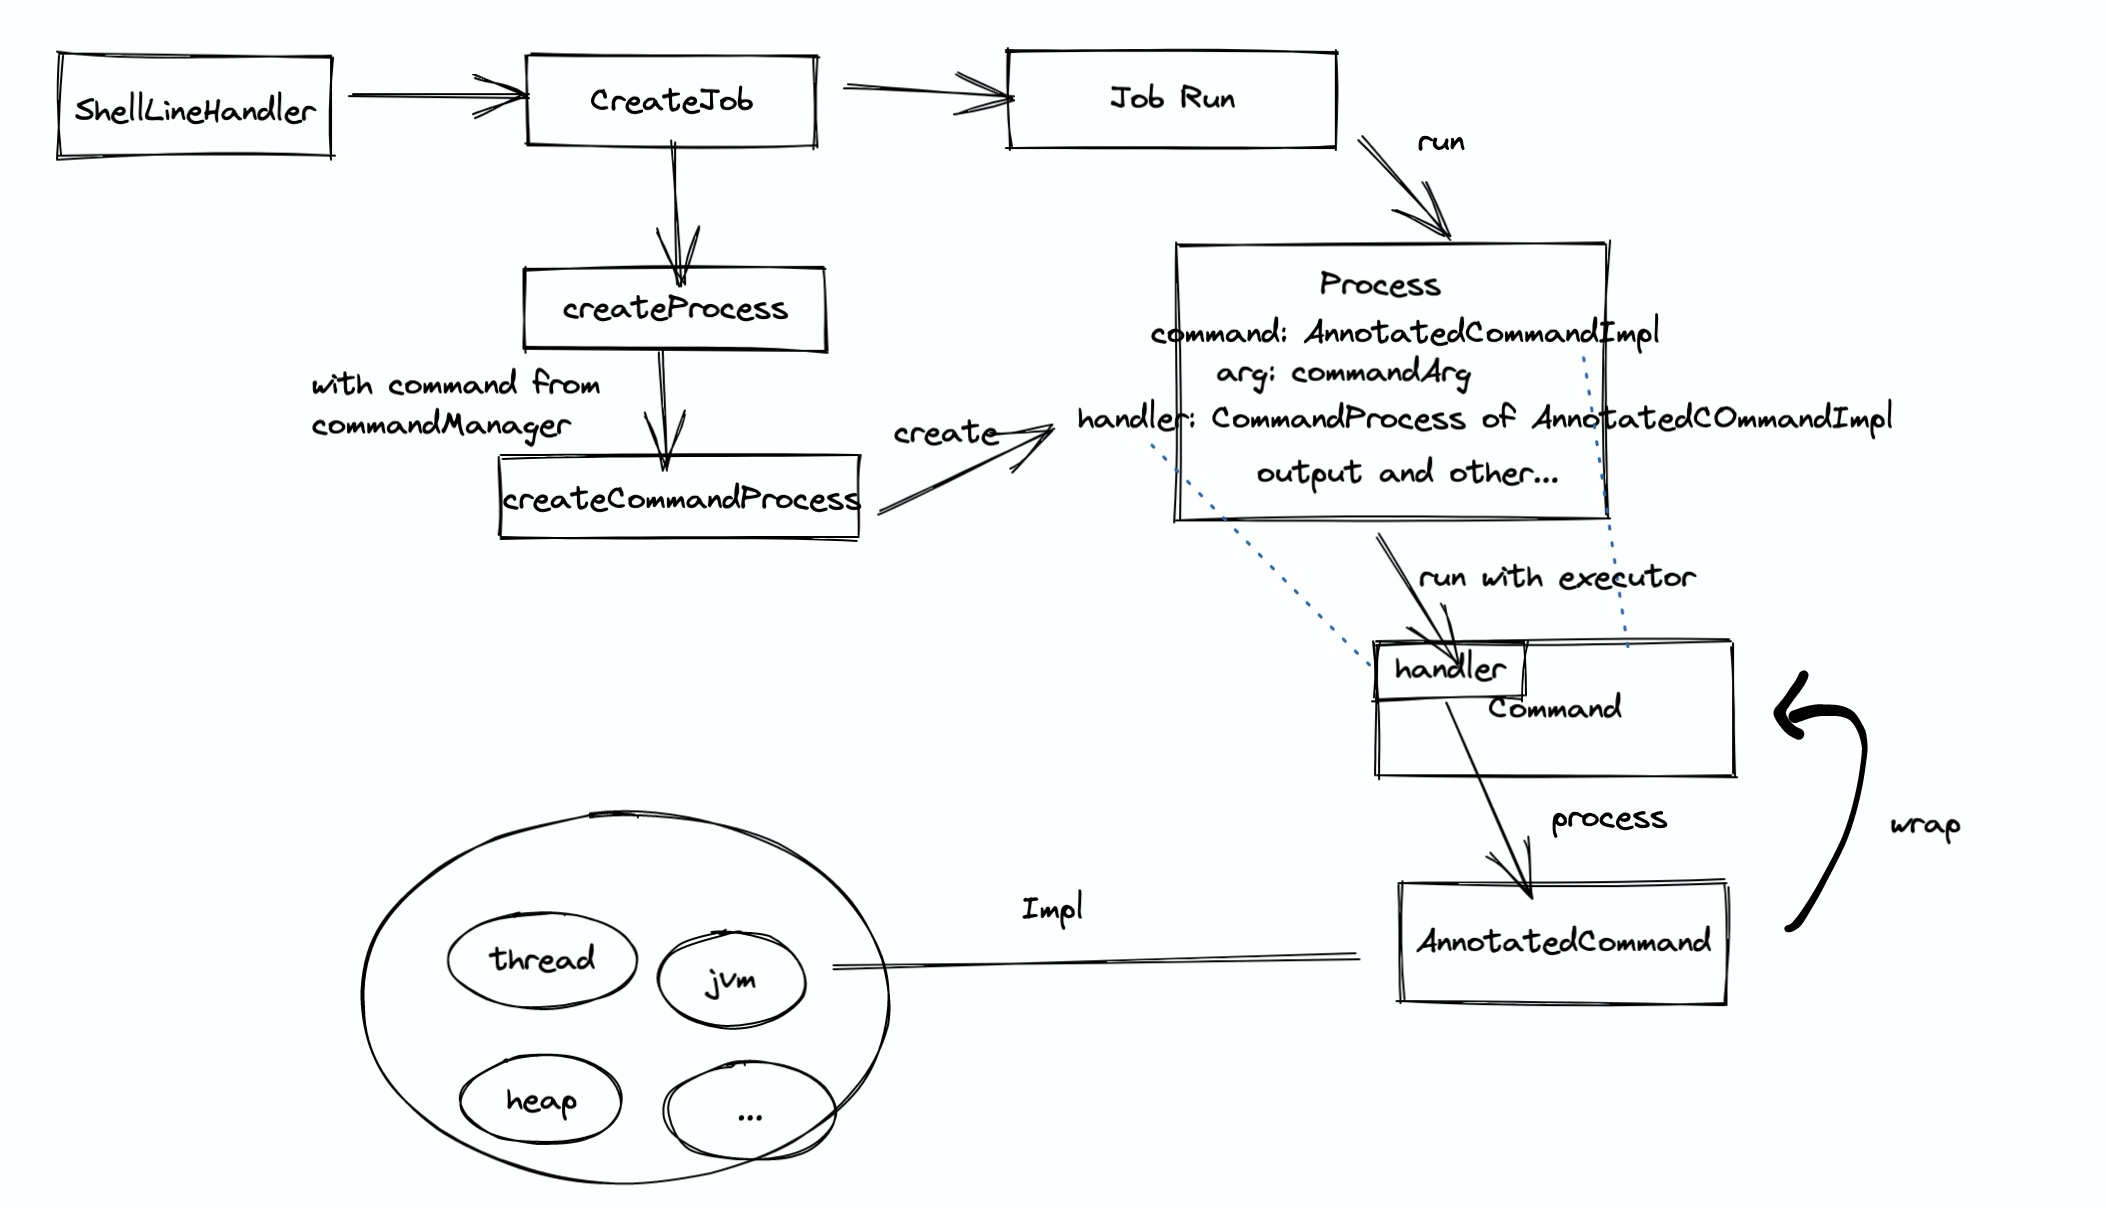 ShellLineHandler
CreateJob
Job Run
run
createProcess
with command from
commandManager
createCommandProcess
create
Process
command: AnnotatedCommandImpl
arg: commandArg
handler: CommandProcess of AnnotatedCOmmandImpl
output and other...
run with executor
handler
Command
process
wrap
AnnotatedCommand
Impl
thread
jvm
heap
...